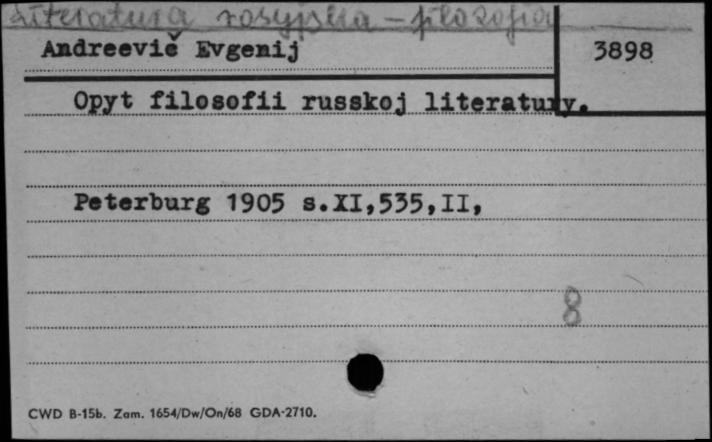 Literatura rosyjska - filozofia
Andreevič Evgenij
3898
Opyt filosofii russkoj literatury.
Peterburg 1905 s.XI,535,II,
8
CWD B-15b. Zam. 1654/Dw/On/68 GDA-2710.